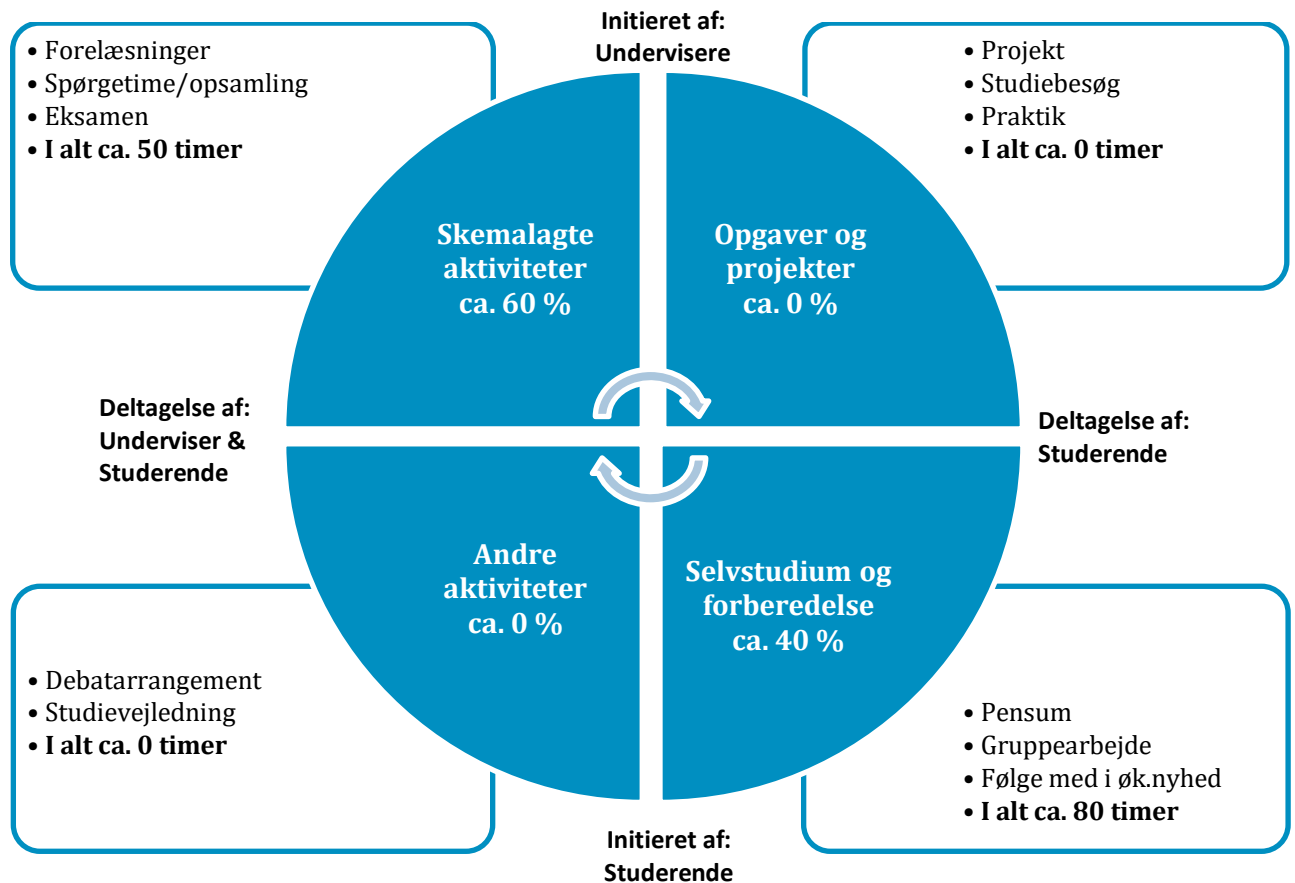 Initieret af:
Undervisere
• Forelæsninger
• Spørgetime/opsamling
• Eksamen
• I alt ca. 50 timer
• Projekt
• Studiebesøg
• Praktik
• I alt ca. 0 timer
Skemalagte
aktiviteter
ca. 60 %
Opgaver og
projekter
ca. 0 %
Deltagelse af:
Underviser &
Studerende
Deltagelse af:
Studerende
Andre
aktiviteter
ca. 0 %
Selvstudium og
forberedelse
ca. 40 %
• Debatarrangement
• Studievejledning
• I alt ca. 0 timer
• Pensum
• Gruppearbejde
• Følge med i øk.nyhed
• I alt ca. 80 timer
Initieret af:
Studerende